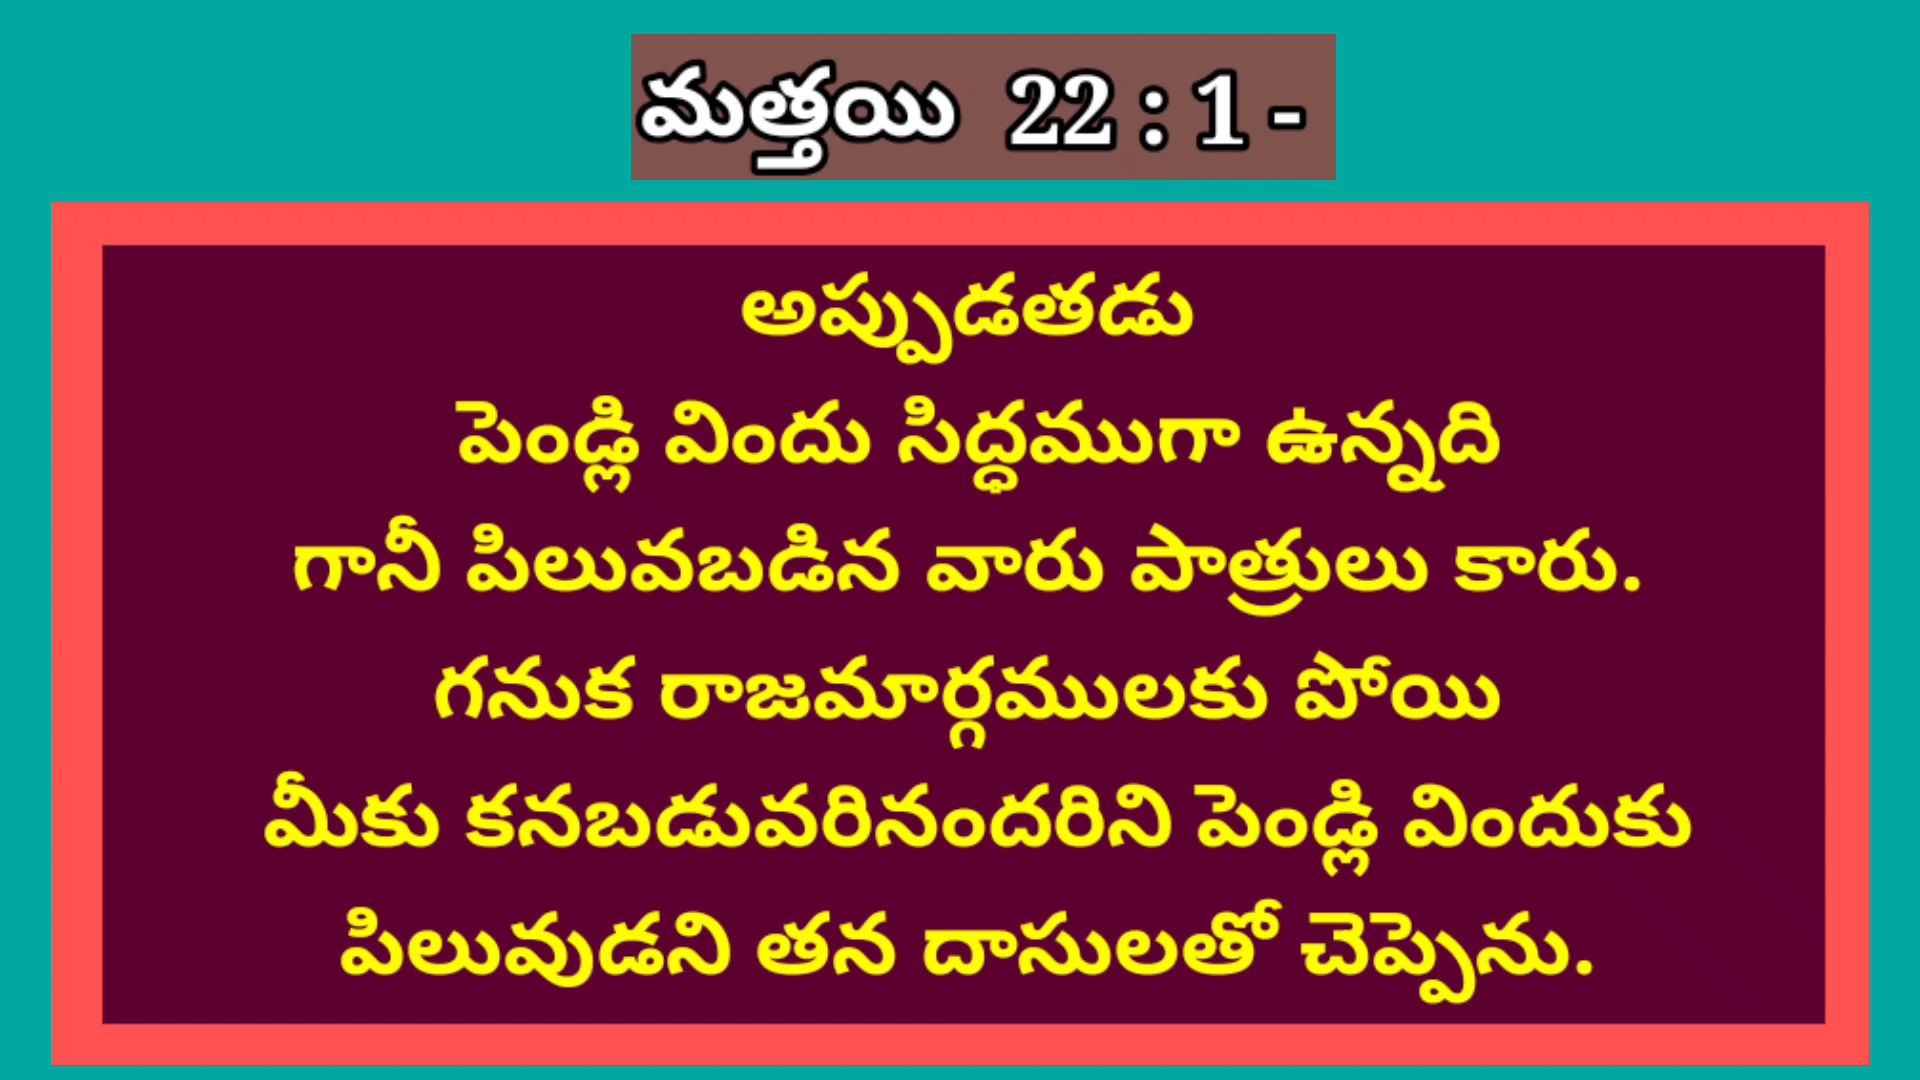 మత్తయి 22 : 1 -
అప్పుడతడు
పెండ్లి విందు సిద్ధముగా ఉన్నది
గానీ పిలువబడిన వారు పాత్రులు కారు.
గనుక రాజమార్గములకు పోయి
మీకు కనబడువరినందరిని పెండ్లి విందుకు
పిలువుడని తన దాసులతో చెప్పెను.